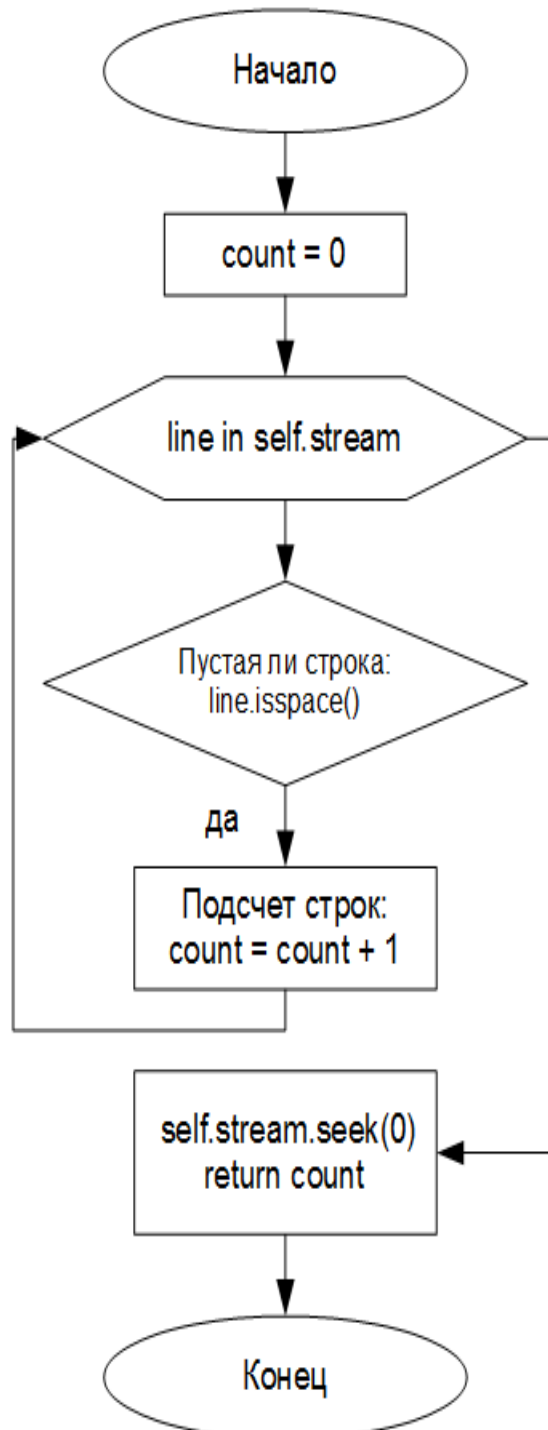 Начало
count = 0
line in self.stream
Пустая ли строка:
line.isspace()
да
Подсчет строк:
count = count + 1
self.stream.seek(0)
return count
Конец